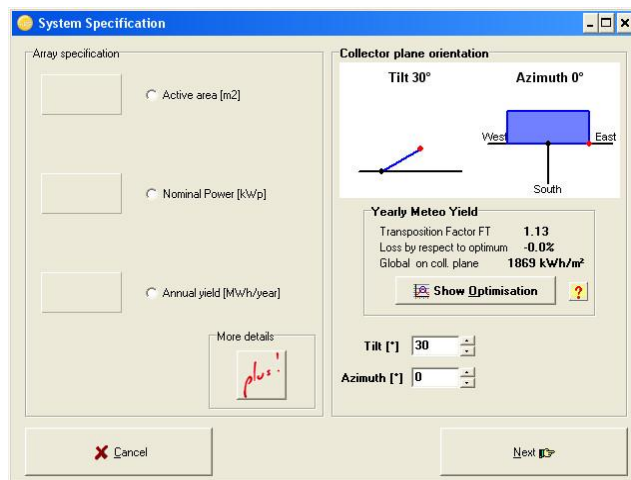 System Specification
Array specification
Active area [m2]
Nominal Power [kWp]
Annual yield [MWh/year]
More details
plus!
Collector plane orientation
Tilt 30°
Azimuth 0°
West
East
South
Yearly Meteo Yield
Transposition Factor FT 1.13
Loss by respect to optimum -0.0%
Global on coll. plane 1869 kWh/m²
Show Optimisation
?
Tilt [°] 30
Azimuth [°] 0
Cancel
Next